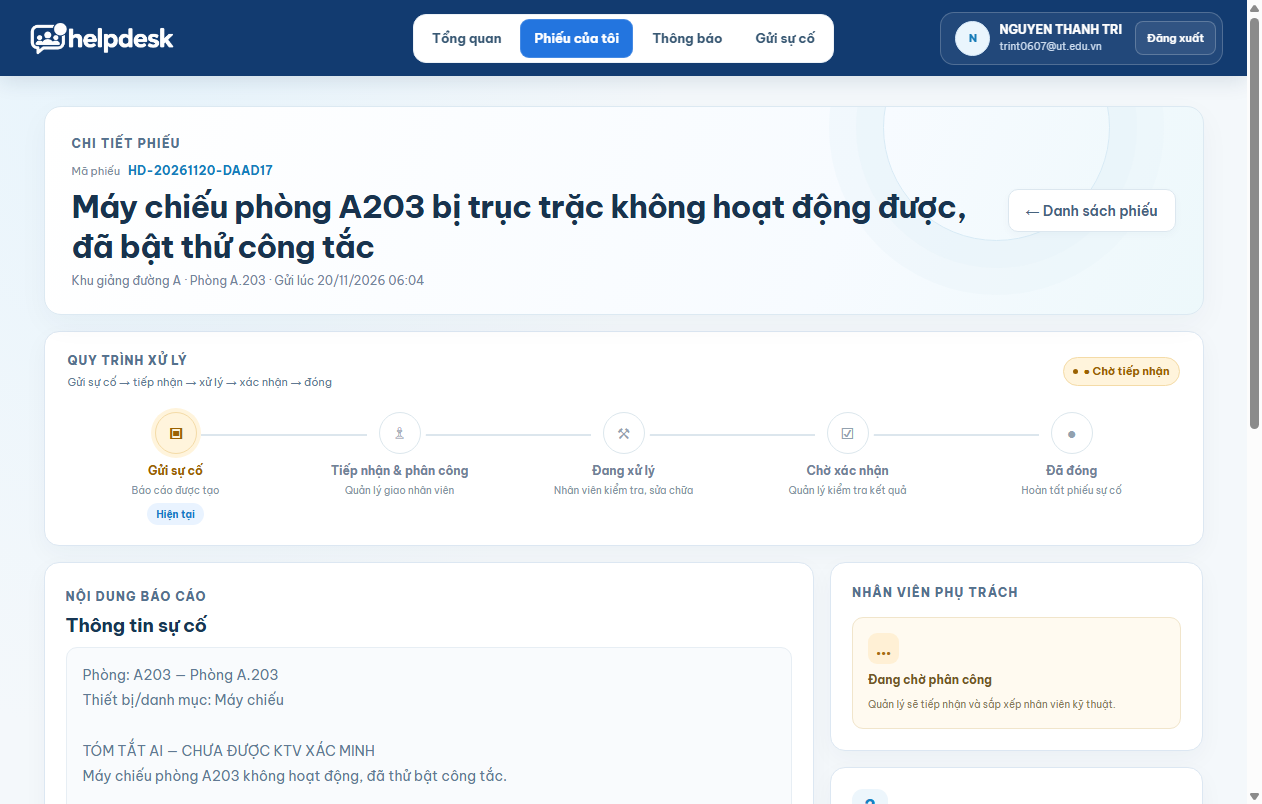 helpdesk
Tổng quan
Phiếu của tôi
Thông báo
Gửi sự cố
N
NGUYEN THANH TRI
trint0607@ut.edu.vn
Đăng xuất
CHI TIẾT PHIẾU
Mã phiếu HD-20261120-DAAD17
Máy chiếu phòng A203 bị trục trặc không hoạt động được,
đã bật thử công tắc
Khu giảng đường A · Phòng A.203 · Gửi lúc 20/11/2026 06:04
← Danh sách phiếu
QUY TRÌNH XỬ LÝ
Gửi sự cố → tiếp nhận → xử lý → xác nhận → đóng
• • Chờ tiếp nhận
Gửi sự cố
Báo cáo được tạo
Hiện tại
Tiếp nhận & phân công
Quản lý giao nhân viên
Đang xử lý
Nhân viên kiểm tra, sửa chữa
Chờ xác nhận
Quản lý kiểm tra kết quả
Đã đóng
Hoàn tất phiếu sự cố
NỘI DUNG BÁO CÁO
Thông tin sự cố
Phòng: A203 — Phòng A.203
Thiết bị/danh mục: Máy chiếu
TÓM TẮT AI — CHƯA ĐƯỢC KTV XÁC MINH
Máy chiếu phòng A203 không hoạt động, đã thử bật công tắc.
NHÂN VIÊN PHỤ TRÁCH
...
Đang chờ phân công
Quản lý sẽ tiếp nhận và sắp xếp nhân viên kỹ thuật.